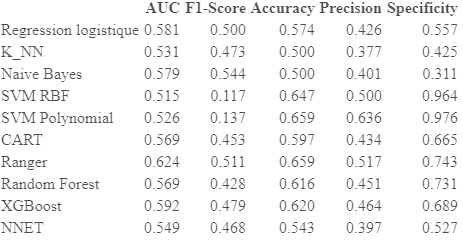 AUC F1-Score Accuracy Precision Specificity
Regression logistique 0.581 0.500 0.574 0.426 0.557
K_NN 0.531 0.473 0.500 0.377 0.425
Naive Bayes 0.579 0.544 0.500 0.401 0.311
SVM RBF 0.515 0.117 0.647 0.500 0.964
SVM Polynomial 0.526 0.137 0.659 0.636 0.976
CART 0.569 0.453 0.597 0.434 0.665
Ranger 0.624 0.511 0.659 0.517 0.743
Random Forest 0.569 0.428 0.616 0.451 0.731
XGBoost 0.592 0.479 0.620 0.464 0.689
NNET 0.549 0.468 0.543 0.397 0.527